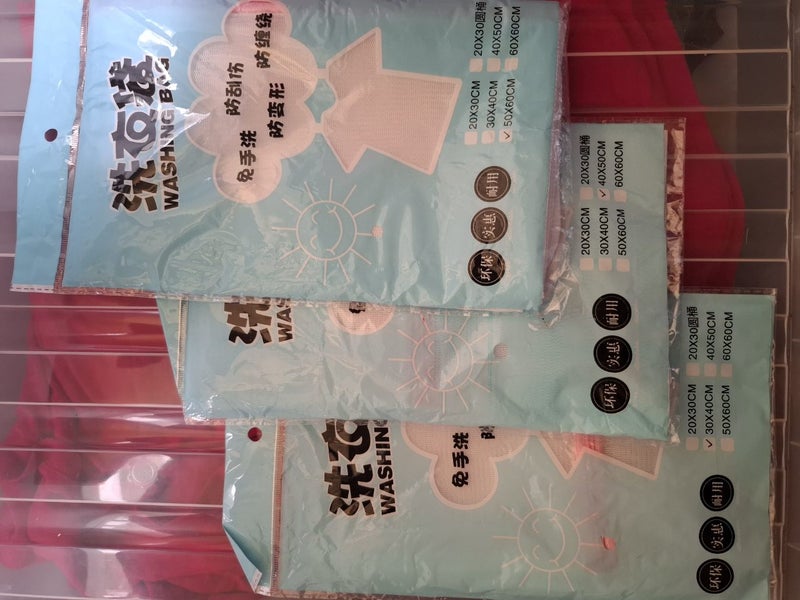 洗衣袋
WASHING BAG
免手洗 防刮伤
防变形 防缠绕
20X30CM 20X30圆桶
30X40CM 40X50CM
✓ 50X60CM 60X60CM
环保 实惠 耐用
洗衣
WASHING
20X30CM 20X30圆桶
30X40CM ✓ 40X50CM
50X60CM 60X60CM
环保 实惠 耐用
洗衣
WASHING
免手洗
20X30CM 20X30圆桶
✓ 30X40CM 40X50CM
50X60CM 60X60CM
环保 实惠 耐用